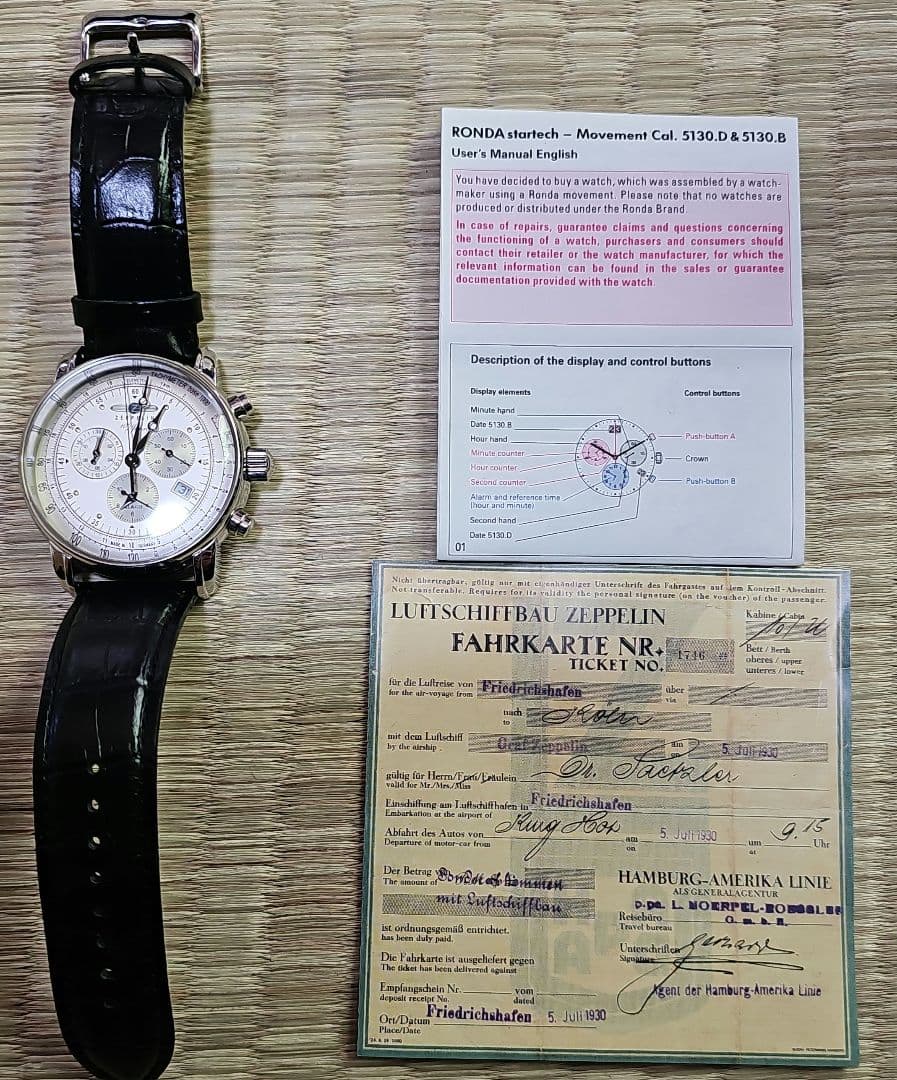 ZEPPELIN
60
31
RONDA startech – Movement Cal. 5130.D & 5130.B
User's Manual English
You have decided to buy a watch, which was assembled by a watch-
maker using a Ronda movement. Please note that no watches are
produced or distributed under the Ronda Brand.
In case of repairs, guarantee claims and questions concerning
the functioning of a watch, purchasers and consumers should
contact their retailer or the watch manufacturer, for which the
relevant information can be found in the sales or guarantee
documentation provided with the watch.
Description of the display and control buttons
Display elements
Control buttons
Minute hand
Date 5130.B
Hour hand
Minute counter
Hour counter
Second counter
Alarm and reference time
(hour and minute)
Second hand
Date 5130.D
23
Push-button A
Crown
Push-button B
01
Nicht übertragbar, gültig nur mit eigenhändiger Unterschrift des Fahrgastes auf dem Kontroll-Abschnitt.
Not transferable. Requires for its validity the personal signature (on the voucher) of the passenger.
LUFTSCHIFFBAU ZEPPELIN
Kabine / Cabin
FAHRKARTE NR.
TICKET NO.
1746
Bett / Berth
oberes / upper
unteres / lower
für die Luftreise von Friedrichshafen über
for the air-voyage from via
nach Köln
to
mit dem Luftschiff Graf Zeppelin am 5. Juli 1930
by the airship on
gültig für Herrn/Frau/Fräulein Dr.
valid for Mr./Mrs./Miss
Einschiffung am Luftschiffhafen in Friedrichshafen
Embarkation at the airport of
Abfahrt des Autos von am 5. Juli 1930 um 9.15 Uhr
Departure of motor-car from on at
Der Betrag
The amount of
mit Luftschiffbau
ist ordnungsgemäß entrichtet.
has been duly paid.
HAMBURG-AMERIKA LINIE
ALS GENERALAGENTUR
Reisebüro
Travel bureau
G. m. b. H.
Die Fahrkarte ist ausgeliefert gegen
The ticket has been delivered against
Unterschriften
Signature
Empfangschein Nr. vom
deposit receipt No. dated
Agent der Hamburg-Amerika Linie
Ort/Datum Friedrichshafen 5. Juli 1930
Place/Date